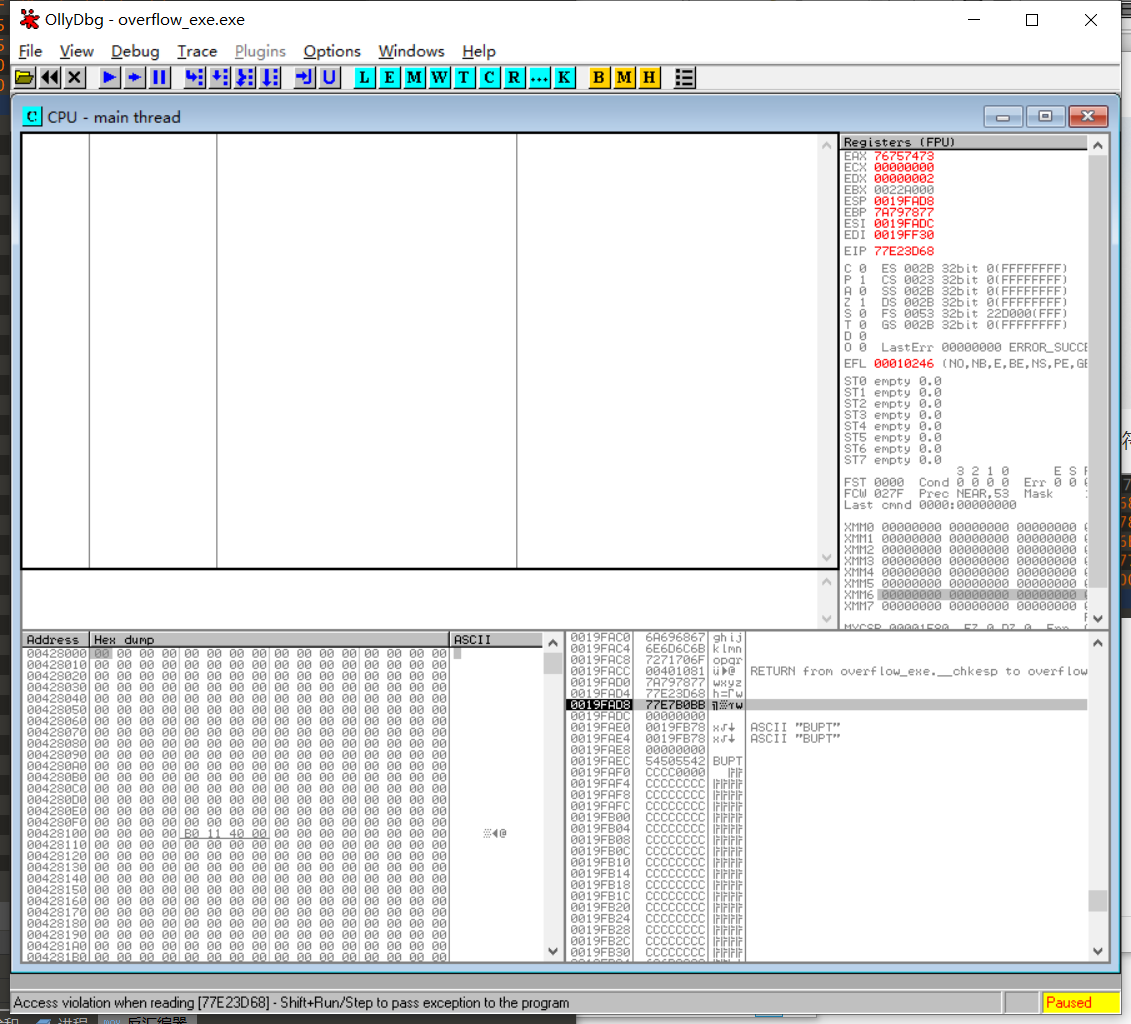 OllyDbg - overflow_exe.exe
File View Debug Trace Plugins Options Windows Help
L E M W T C R ... K B M H
C CPU - main thread
Registers (FPU)
EAX 76757473
ECX 00000000
EDX 00000002
EBX 0022A000
ESP 0019FAD8
EBP 7A797877
ESI 0019FADC
EDI 0019FF30
EIP 77E23D68
C 0 ES 002B 32bit 0(FFFFFFFF)
P 1 CS 0023 32bit 0(FFFFFFFF)
A 0 SS 002B 32bit 0(FFFFFFFF)
Z 1 DS 002B 32bit 0(FFFFFFFF)
S 0 FS 0053 32bit 22D000(FFF)
T 0 GS 002B 32bit 0(FFFFFFFF)
D 0
O 0 LastErr 00000000 ERROR_SUCCE
EFL 00010246 (NO,NB,E,BE,NS,PE,GE
ST0 empty 0.0
ST1 empty 0.0
ST2 empty 0.0
ST3 empty 0.0
ST4 empty 0.0
ST5 empty 0.0
ST6 empty 0.0
ST7 empty 0.0
3 2 1 0 E S P
FST 0000 Cond 0 0 0 0 Err 0 0 0
FCW 027F Prec NEAR,53 Mask
Last cmnd 0000:00000000
XMM0 00000000 00000000 00000000
XMM1 00000000 00000000 00000000
XMM2 00000000 00000000 00000000
XMM3 00000000 00000000 00000000
XMM4 00000000 00000000 00000000
XMM5 00000000 00000000 00000000
XMM6 00000000 00000000 00000000
XMM7 00000000 00000000 00000000
Address Hex dump ASCII
00428000 00 00 00 00 00 00 00 00 00 00 00 00 00 00 00 00
00428010 00 00 00 00 00 00 00 00 00 00 00 00 00 00 00 00
00428020 00 00 00 00 00 00 00 00 00 00 00 00 00 00 00 00
00428030 00 00 00 00 00 00 00 00 00 00 00 00 00 00 00 00
00428040 00 00 00 00 00 00 00 00 00 00 00 00 00 00 00 00
00428050 00 00 00 00 00 00 00 00 00 00 00 00 00 00 00 00
00428060 00 00 00 00 00 00 00 00 00 00 00 00 00 00 00 00
00428070 00 00 00 00 00 00 00 00 00 00 00 00 00 00 00 00
00428080 00 00 00 00 00 00 00 00 00 00 00 00 00 00 00 00
00428090 00 00 00 00 00 00 00 00 00 00 00 00 00 00 00 00
004280A0 00 00 00 00 00 00 00 00 00 00 00 00 00 00 00 00
004280B0 00 00 00 00 00 00 00 00 00 00 00 00 00 00 00 00
004280C0 00 00 00 00 00 00 00 00 00 00 00 00 00 00 00 00
004280D0 00 00 00 00 00 00 00 00 00 00 00 00 00 00 00 00
004280E0 00 00 00 00 00 00 00 00 00 00 00 00 00 00 00 00
004280F0 00 00 00 00 00 00 00 00 00 00 00 00 00 00 00 00
00428100 00 00 00 00 B0 11 40 00 00 00 00 00 00 00 00 00 ░◄@
00428110 00 00 00 00 00 00 00 00 00 00 00 00 00 00 00 00
00428120 00 00 00 00 00 00 00 00 00 00 00 00 00 00 00 00
00428130 00 00 00 00 00 00 00 00 00 00 00 00 00 00 00 00
00428140 00 00 00 00 00 00 00 00 00 00 00 00 00 00 00 00
00428150 00 00 00 00 00 00 00 00 00 00 00 00 00 00 00 00
00428160 00 00 00 00 00 00 00 00 00 00 00 00 00 00 00 00
00428170 00 00 00 00 00 00 00 00 00 00 00 00 00 00 00 00
00428180 00 00 00 00 00 00 00 00 00 00 00 00 00 00 00 00
00428190 00 00 00 00 00 00 00 00 00 00 00 00 00 00 00 00
004281A0 00 00 00 00 00 00 00 00 00 00 00 00 00 00 00 00
004281B0 00 00 00 00 00 00 00 00 00 00 00 00 00 00 00 00
0019FAC0 6A696867 ghij
0019FAC4 6E6D6C6B klmn
0019FAC8 7271706F opqr
0019FACC 00401081 ü►@ RETURN from overflow_exe.__chkesp to overflow
0019FAD0 7A797877 wxyz
0019FAD4 77E23D68 h=Γw
0019FAD8 77E7B0BB ╗░τw
0019FADC 00000000
0019FAE0 0019FB78 x√↓ ASCII "BUPT"
0019FAE4 0019FB78 x√↓ ASCII "BUPT"
0019FAE8 00000000
0019FAEC 54505542 BUPT
0019FAF0 CCCC0000 ╠╠
0019FAF4 CCCCCCCC ╠╠╠╠
0019FAF8 CCCCCCCC ╠╠╠╠
0019FAFC CCCCCCCC ╠╠╠╠
0019FB00 CCCCCCCC ╠╠╠╠
0019FB04 CCCCCCCC ╠╠╠╠
0019FB08 CCCCCCCC ╠╠╠╠
0019FB0C CCCCCCCC ╠╠╠╠
0019FB10 CCCCCCCC ╠╠╠╠
0019FB14 CCCCCCCC ╠╠╠╠
0019FB18 CCCCCCCC ╠╠╠╠
0019FB1C CCCCCCCC ╠╠╠╠
0019FB20 CCCCCCCC ╠╠╠╠
0019FB24 CCCCCCCC ╠╠╠╠
0019FB28 CCCCCCCC ╠╠╠╠
0019FB2C CCCCCCCC ╠╠╠╠
0019FB30 CCCCCCCC ╠╠╠╠
Access violation when reading [77E23D68] - Shift+Run/Step to pass exception to the program
Paused